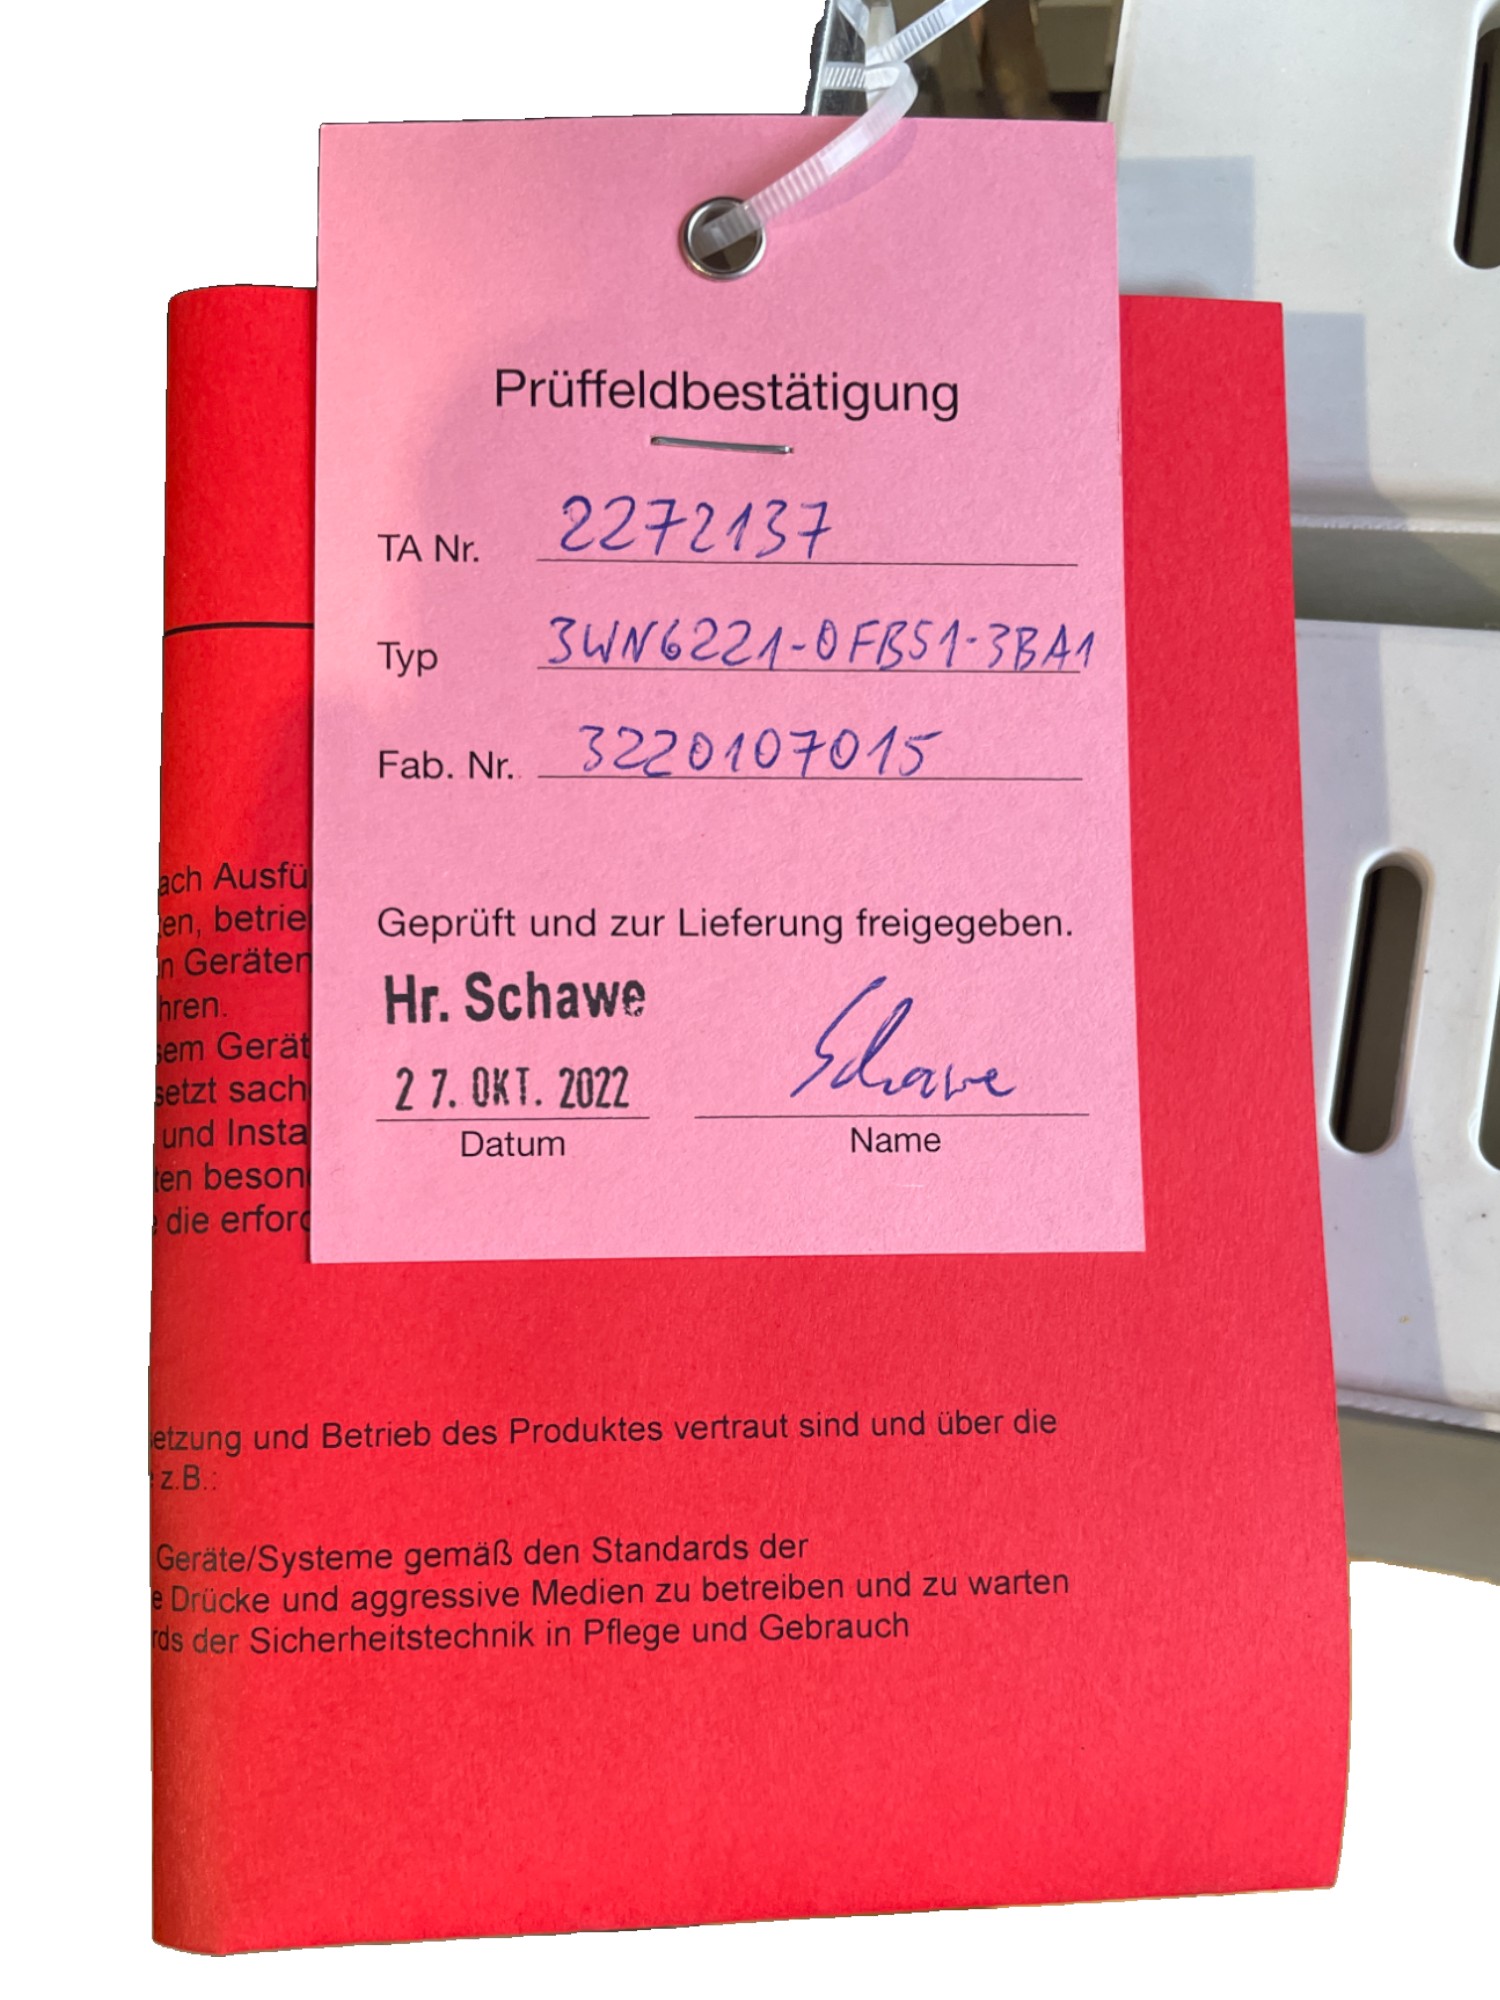 Prüffeldbestätigung
TA Nr. 2272137
Typ 3WN6221-0FB51-3BA1
Fab. Nr. 3220107015
Geprüft und zur Lieferung freigegeben.
Hr. Schawe
27. OKT. 2022 Schawe
Datum Name
ach Ausfü
en, betrie
n Geräten
hren.
sem Gerät
setzt sach
und Insta
ten beson
die erford
etzung und Betrieb des Produktes vertraut sind und über die
z.B.:
Geräte/Systeme gemäß den Standards der
e Drücke und aggressive Medien zu betreiben und zu warten
rds der Sicherheitstechnik in Pflege und Gebrauch